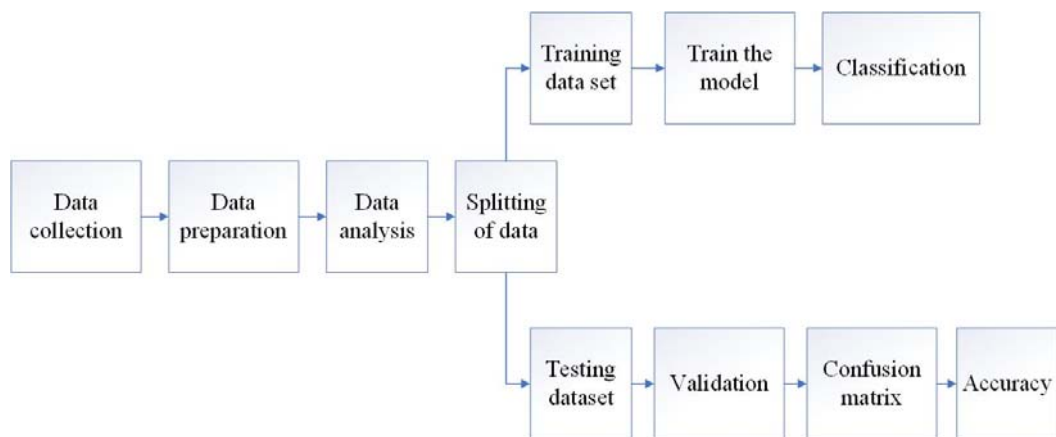 Training
data set
Train the
model
Classification
Data
collection
Data
preparation
Data
analysis
Splitting
of data
Testing
dataset
Validation
Confusion
matrix
Accuracy